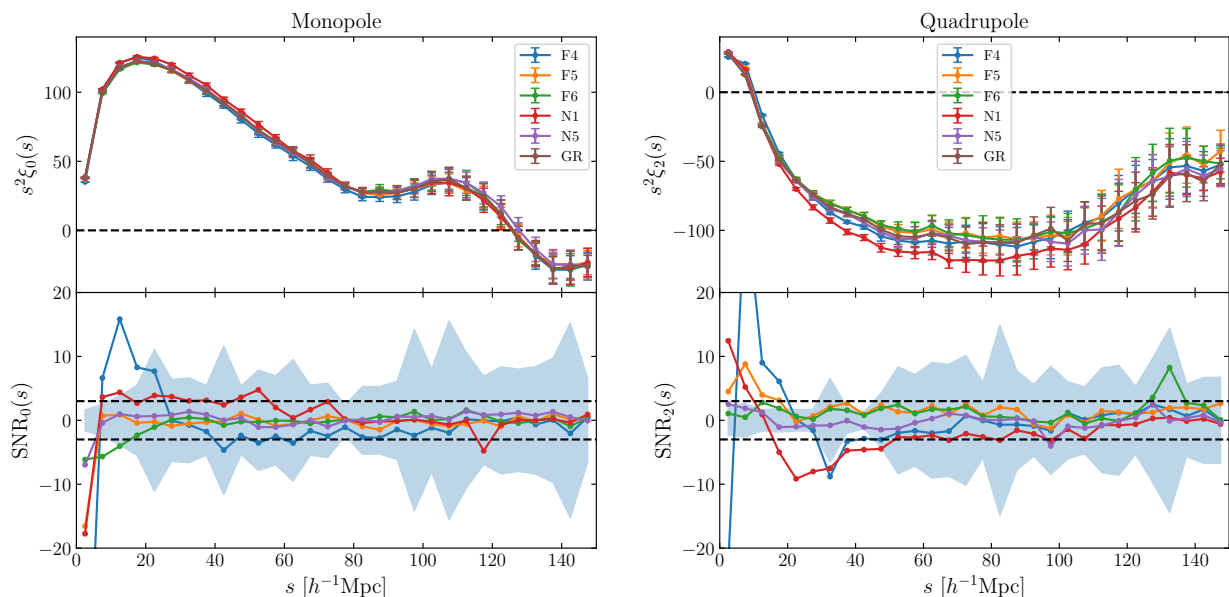 Monopole
Quadrupole
100
50
0
s²ξ₀(s)
F4
F5
F6
N1
N5
GR
0
−50
−100
s²ξ₂(s)
F4
F5
F6
N1
N5
GR
20
10
0
−10
−20
SNR₀(s)
20
10
0
−10
−20
SNR₂(s)
0 20 40 60 80 100 120 140
s [h⁻¹Mpc]
0 20 40 60 80 100 120 140
s [h⁻¹Mpc]